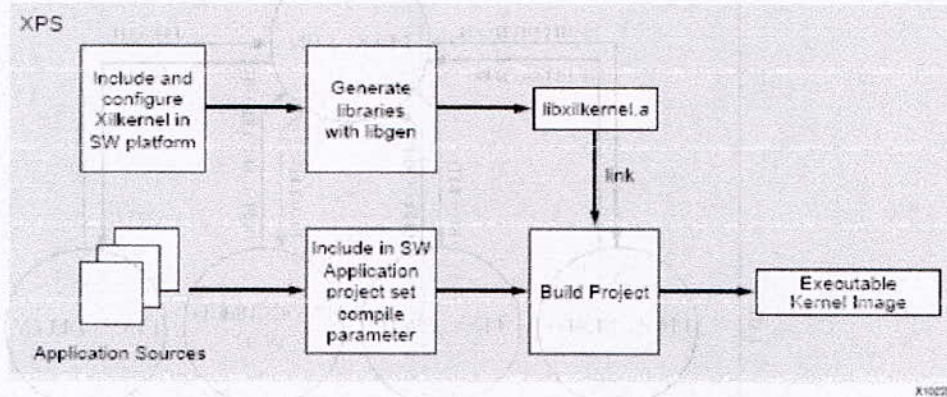 XPS
Include and
configure
Xilkernel in
SW platform
Generate
libraries
with libgen
libxilkernel.a
link
Application Sources
Include in SW
Application
project set
compile
parameter
Build Project
Executable
Kernel Image